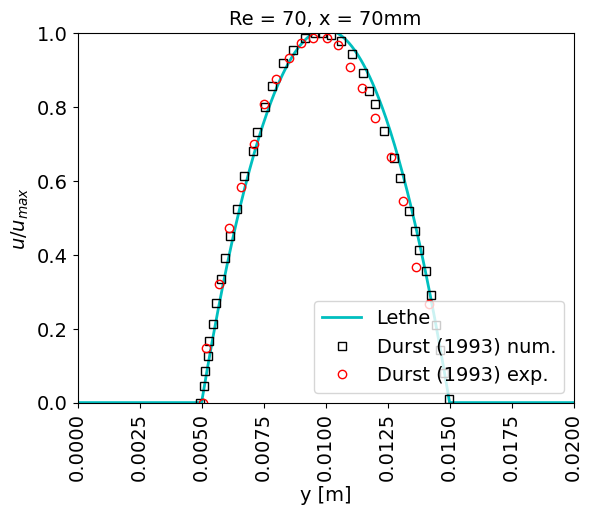 Re = 70, x = 70mm
1.0
0.8
0.6
0.4
0.2
0.0
u/u_max
Lethe
Durst (1993) num.
Durst (1993) exp.
0.0000
0.0025
0.0050
0.0075
0.0100
0.0125
0.0150
0.0175
0.0200
y [m]